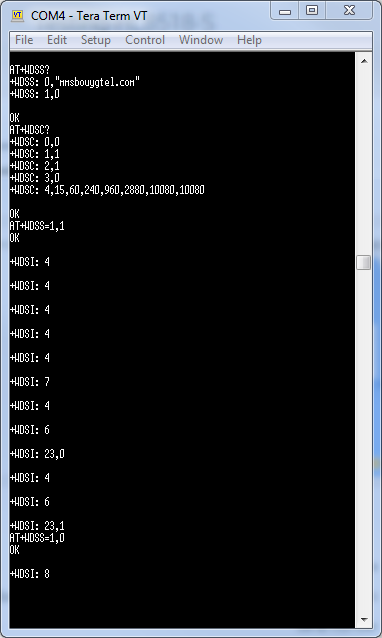 COM4 - Tera Term VT
File Edit Setup Control Window Help
AT+WDSS?
+WDSS: 0,"mmsbouygtel.com"
+WDSS: 1,0
OK
AT+WDSC?
+WDSC: 0,0
+WDSC: 1,1
+WDSC: 2,1
+WDSC: 3,0
+WDSC: 4,15,60,240,960,2880,10080,10080
OK
AT+WDSS=1,1
OK
+WDSI: 4
+WDSI: 4
+WDSI: 4
+WDSI: 4
+WDSI: 4
+WDSI: 7
+WDSI: 4
+WDSI: 6
+WDSI: 23,0
+WDSI: 4
+WDSI: 6
+WDSI: 23,1
AT+WDSS=1,0
OK
+WDSI: 8